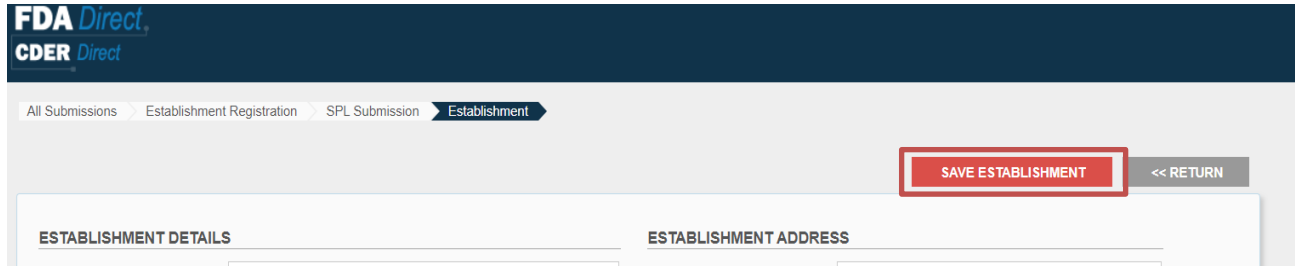 FDA Direct
CDER Direct
All Submissions Establishment Registration SPL Submission Establishment
SAVE ESTABLISHMENT << RETURN
ESTABLISHMENT DETAILS ESTABLISHMENT ADDRESS